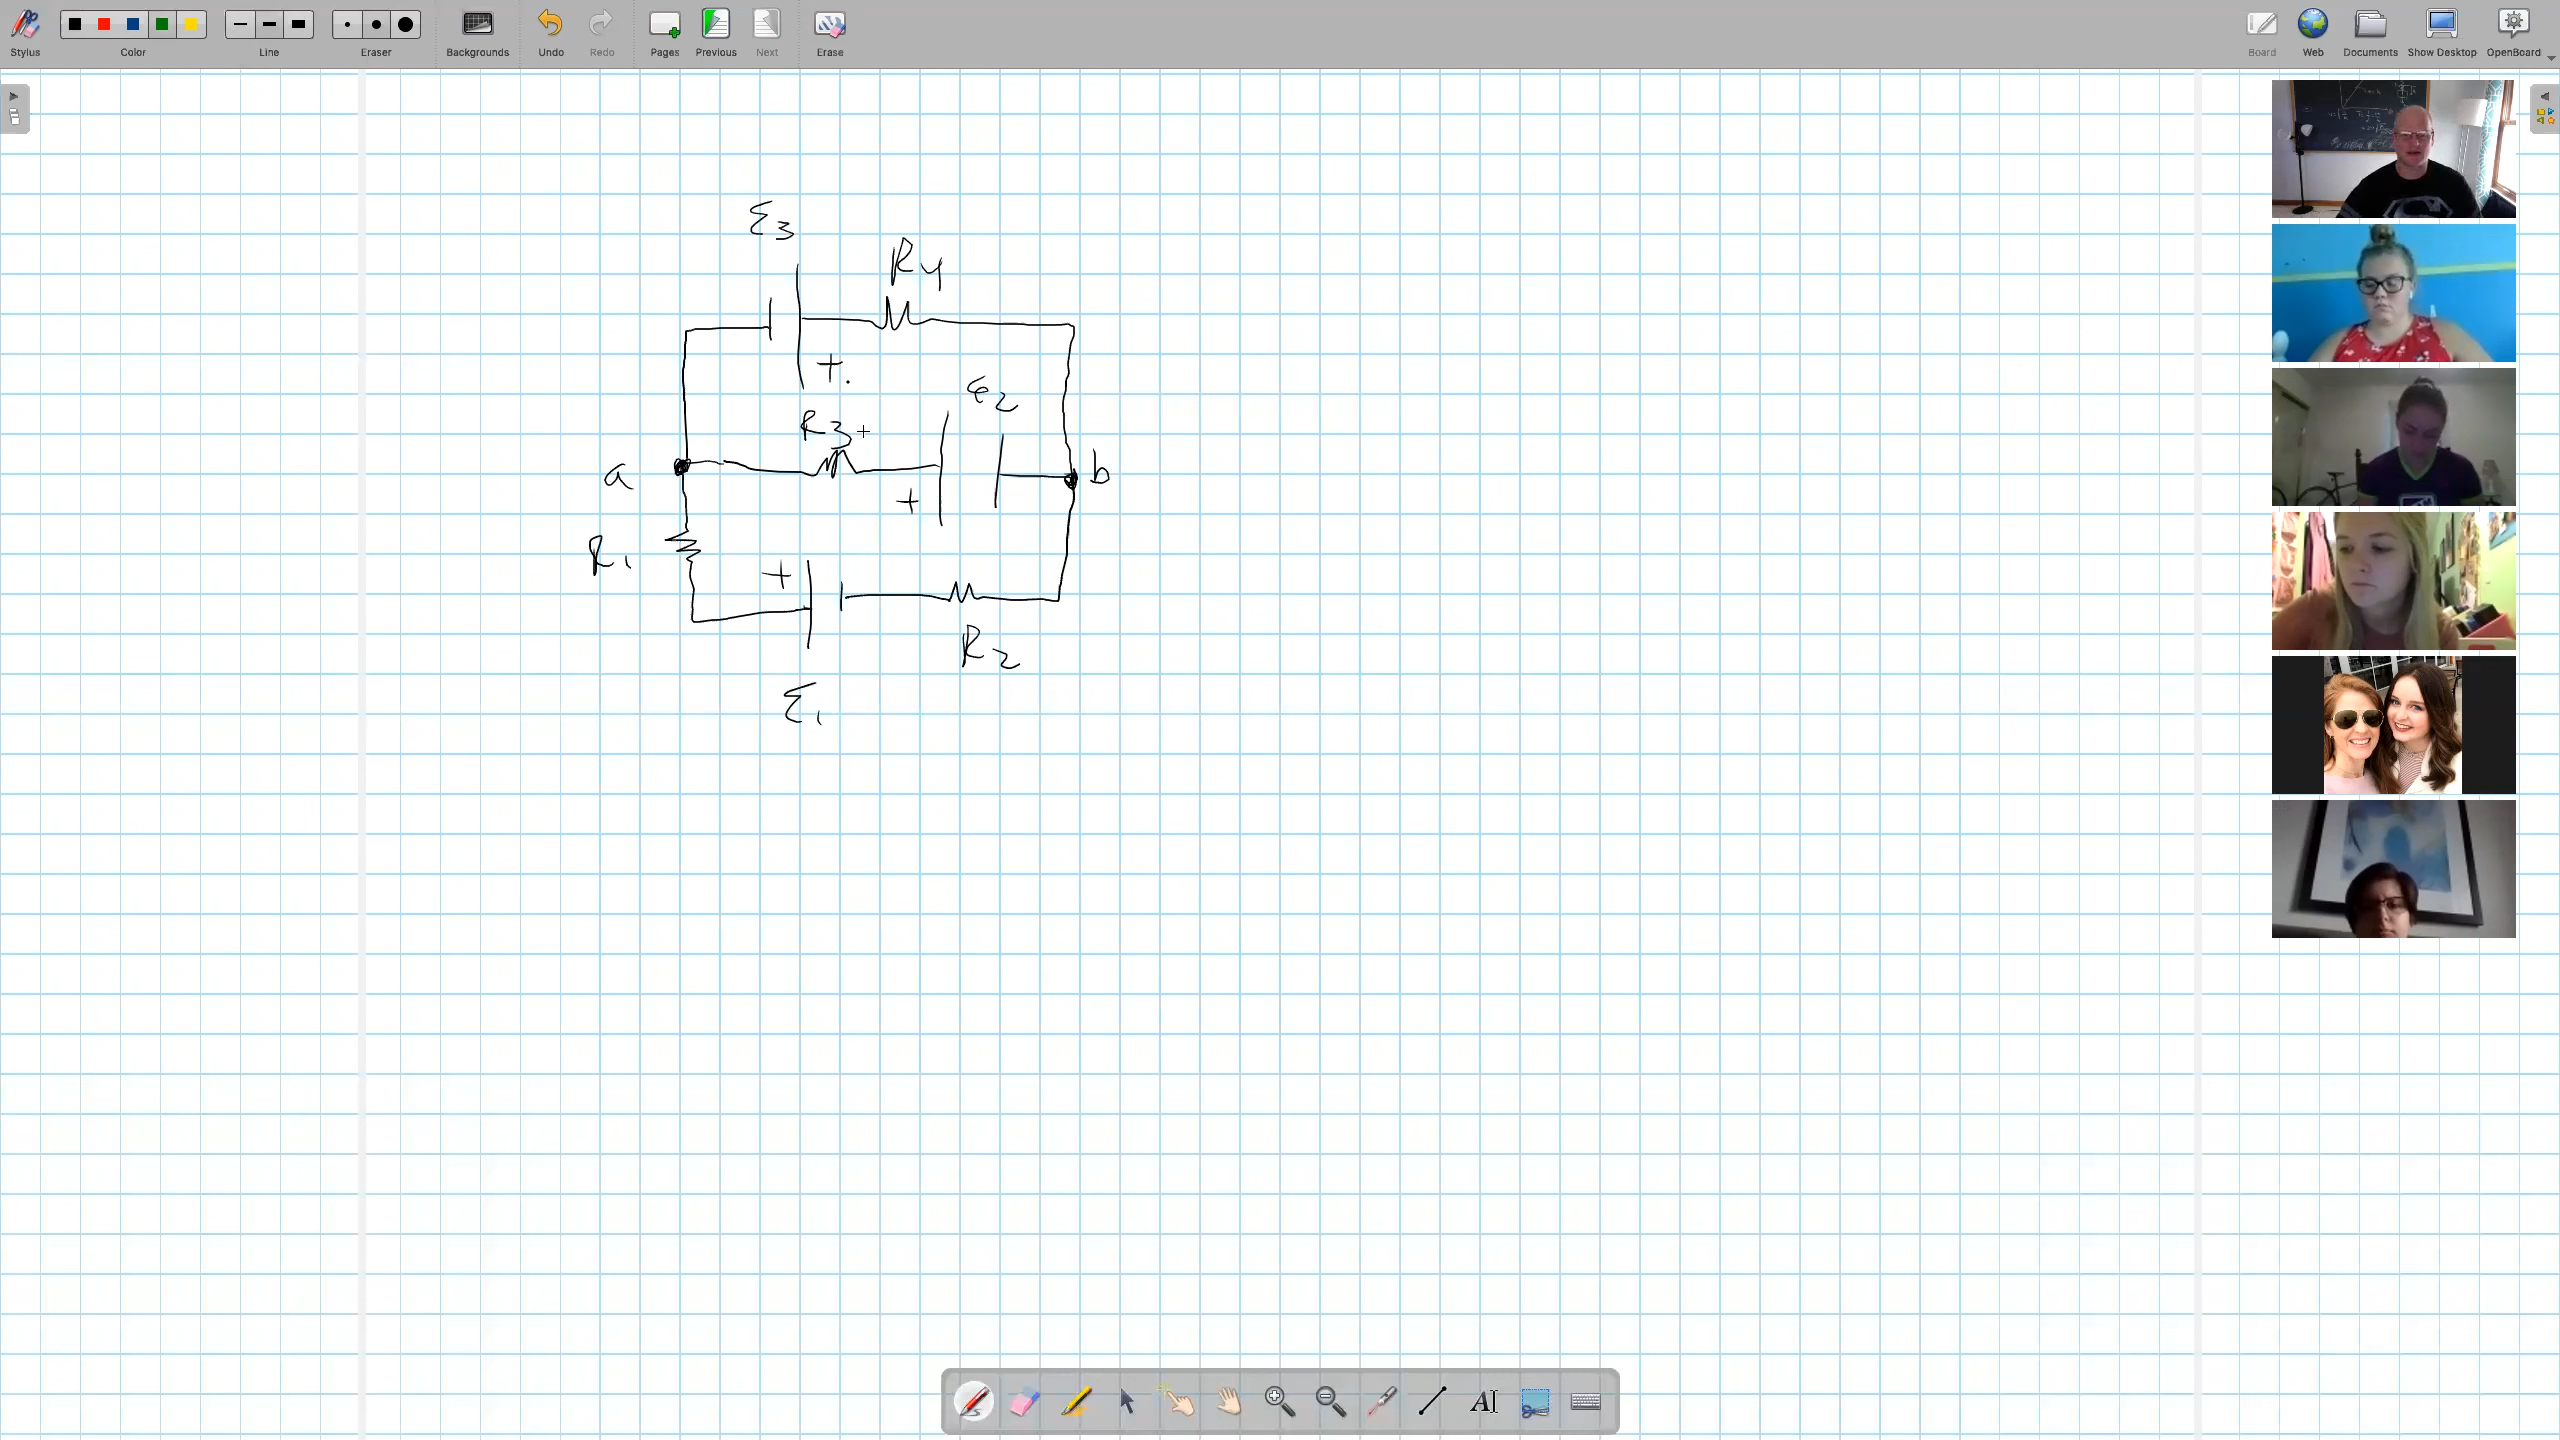 Stylus
Color
Line
Eraser
Backgrounds
Undo
Redo
Pages
Previous
Next
Erase
Board
Web
Documents
Show Desktop
OpenBoard
ε3
R4
+.
ε2
R3
a
+
b
R1
+
R2
ε1